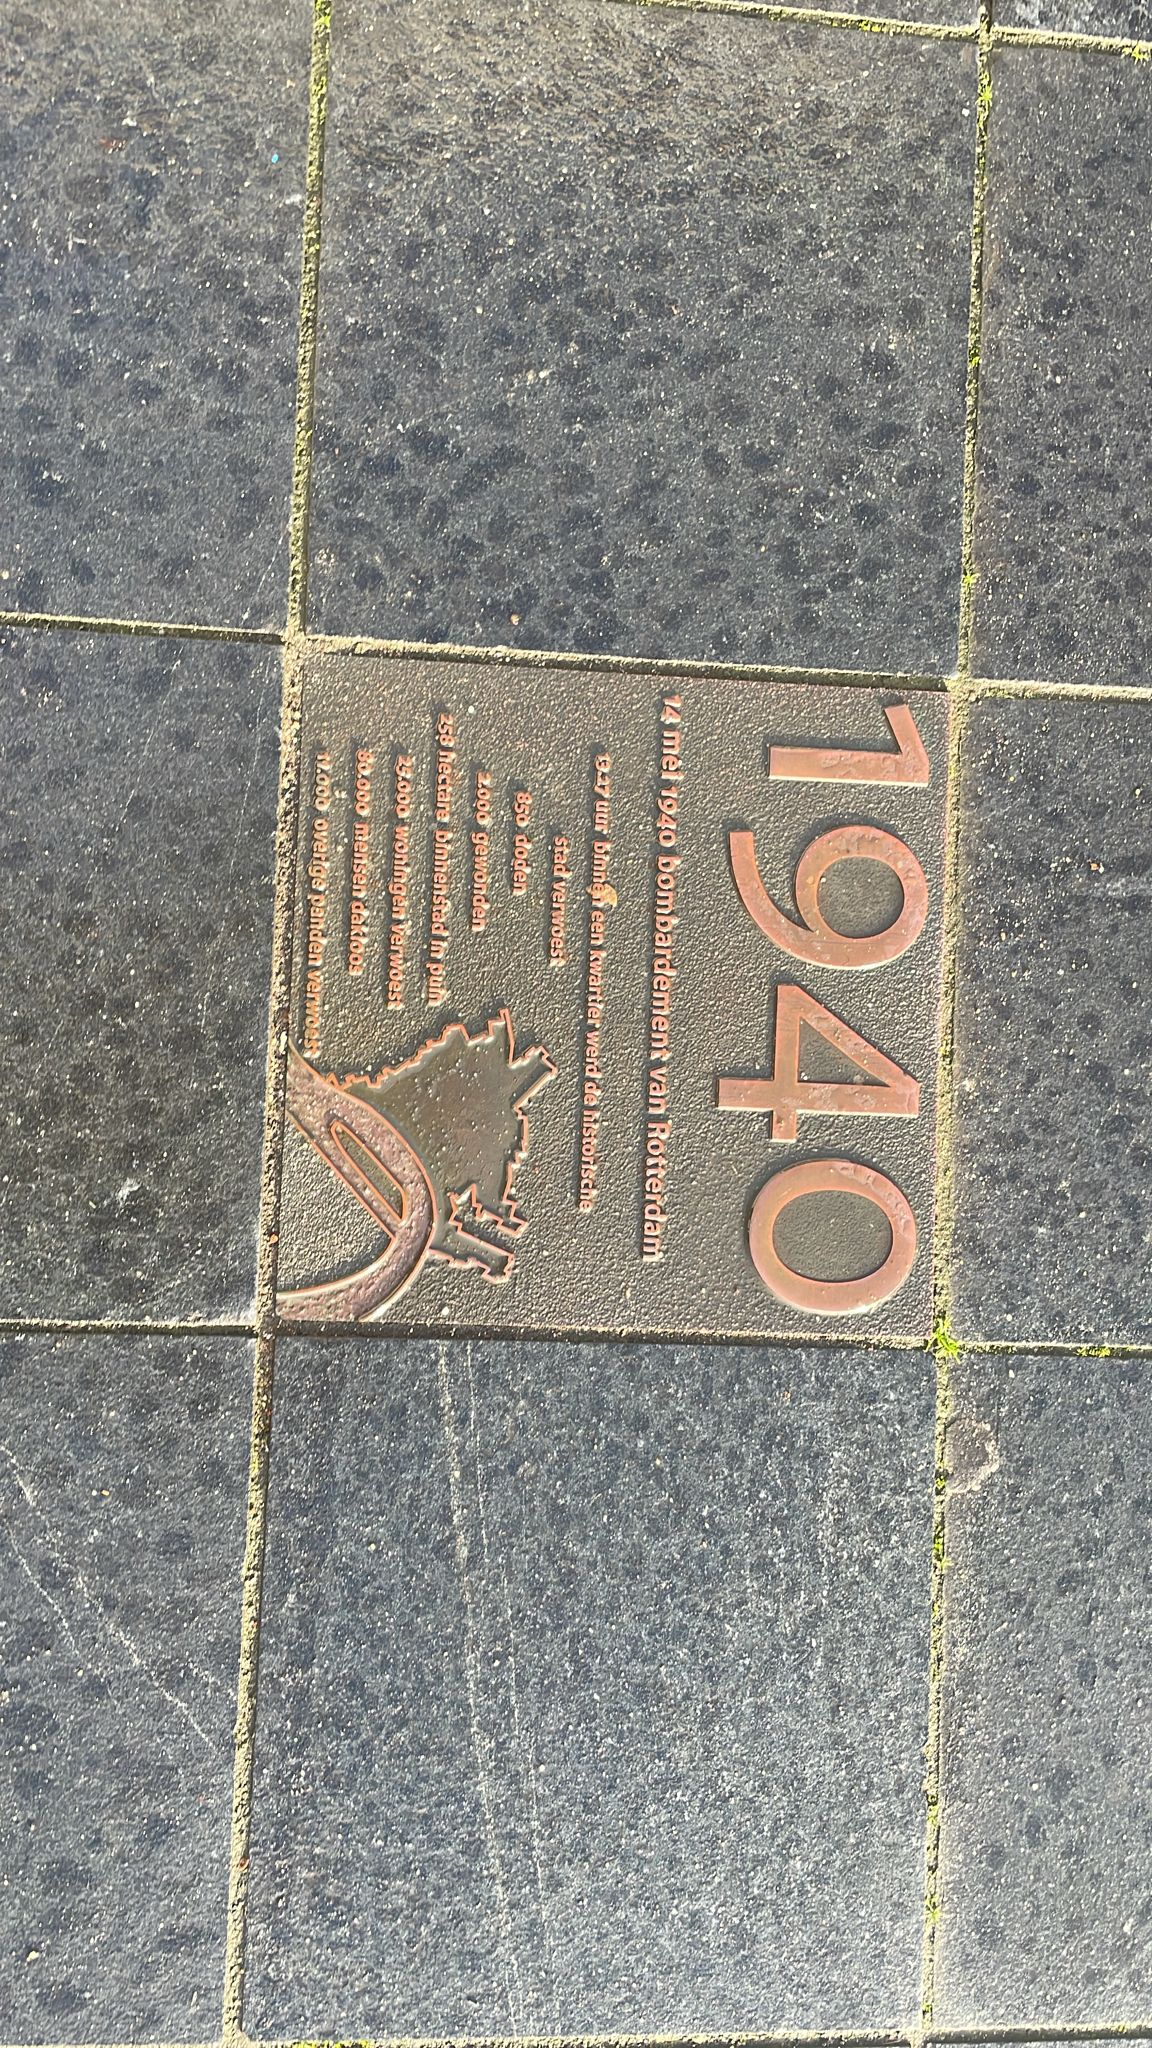 1940
14 mei 1940 bombardement van Rotterdam
13.27 uur binnen een kwartier werd de historische
stad verwoest
850 doden
2.000 gewonden
258 hectare binnenstad in puin
25.000 woningen verwoest
80.000 mensen dakloos
11.000 overige panden verwoest